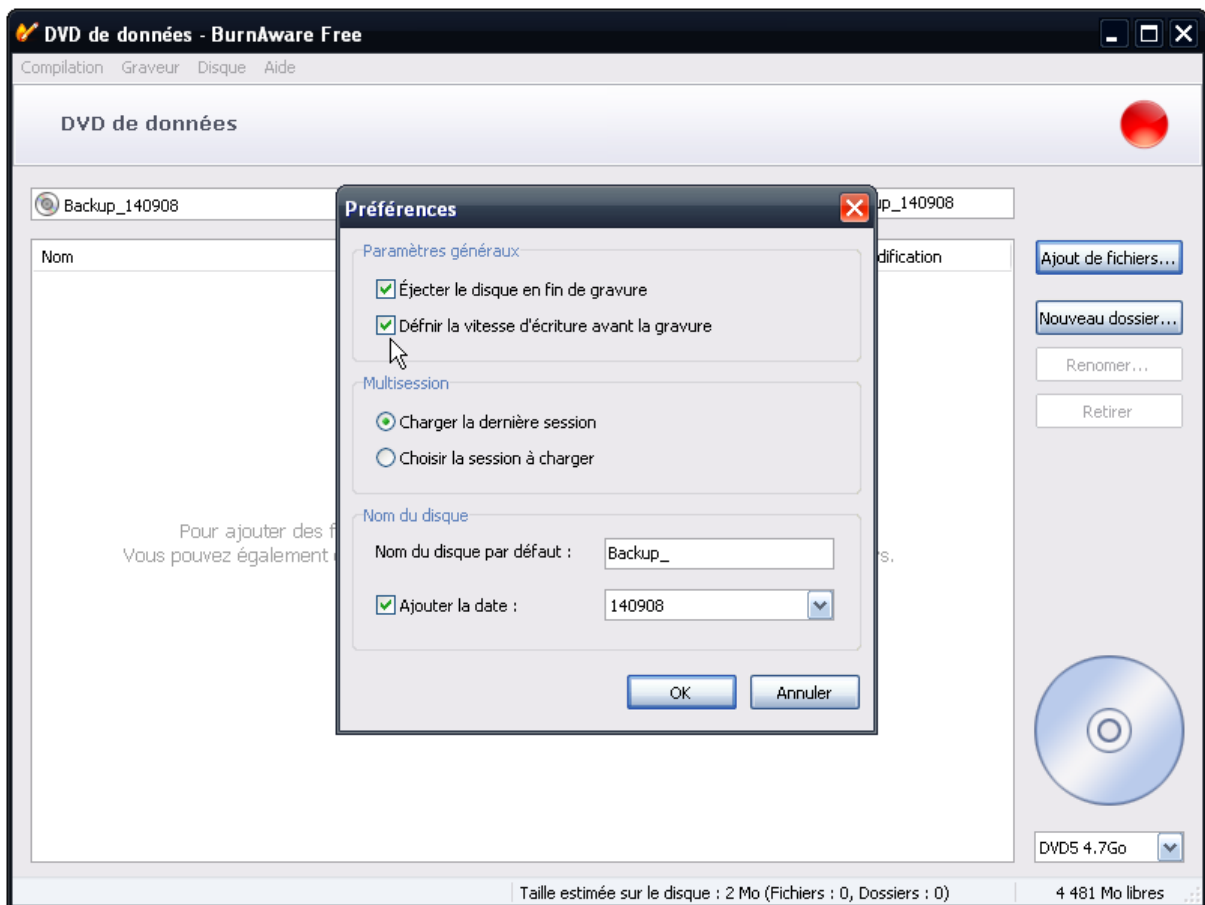 DVD de données - BurnAware Free
Compilation Graveur Disque Aide
DVD de données
Backup_140908
up_140908
Nom
dification
Préférences
Paramètres généraux
Éjecter le disque en fin de gravure
Défnir la vitesse d'écriture avant la gravure
Multisession
Charger la dernière session
Choisir la session à charger
Nom du disque
Nom du disque par défaut : Backup_
Ajouter la date : 140908
OK Annuler
Pour ajouter des f
Vous pouvez également
s.
Ajout de fichiers...
Nouveau dossier...
Renomer...
Retirer
DVD5 4.7Go
Taille estimée sur le disque : 2 Mo (Fichiers : 0, Dossiers : 0) 4 481 Mo libres